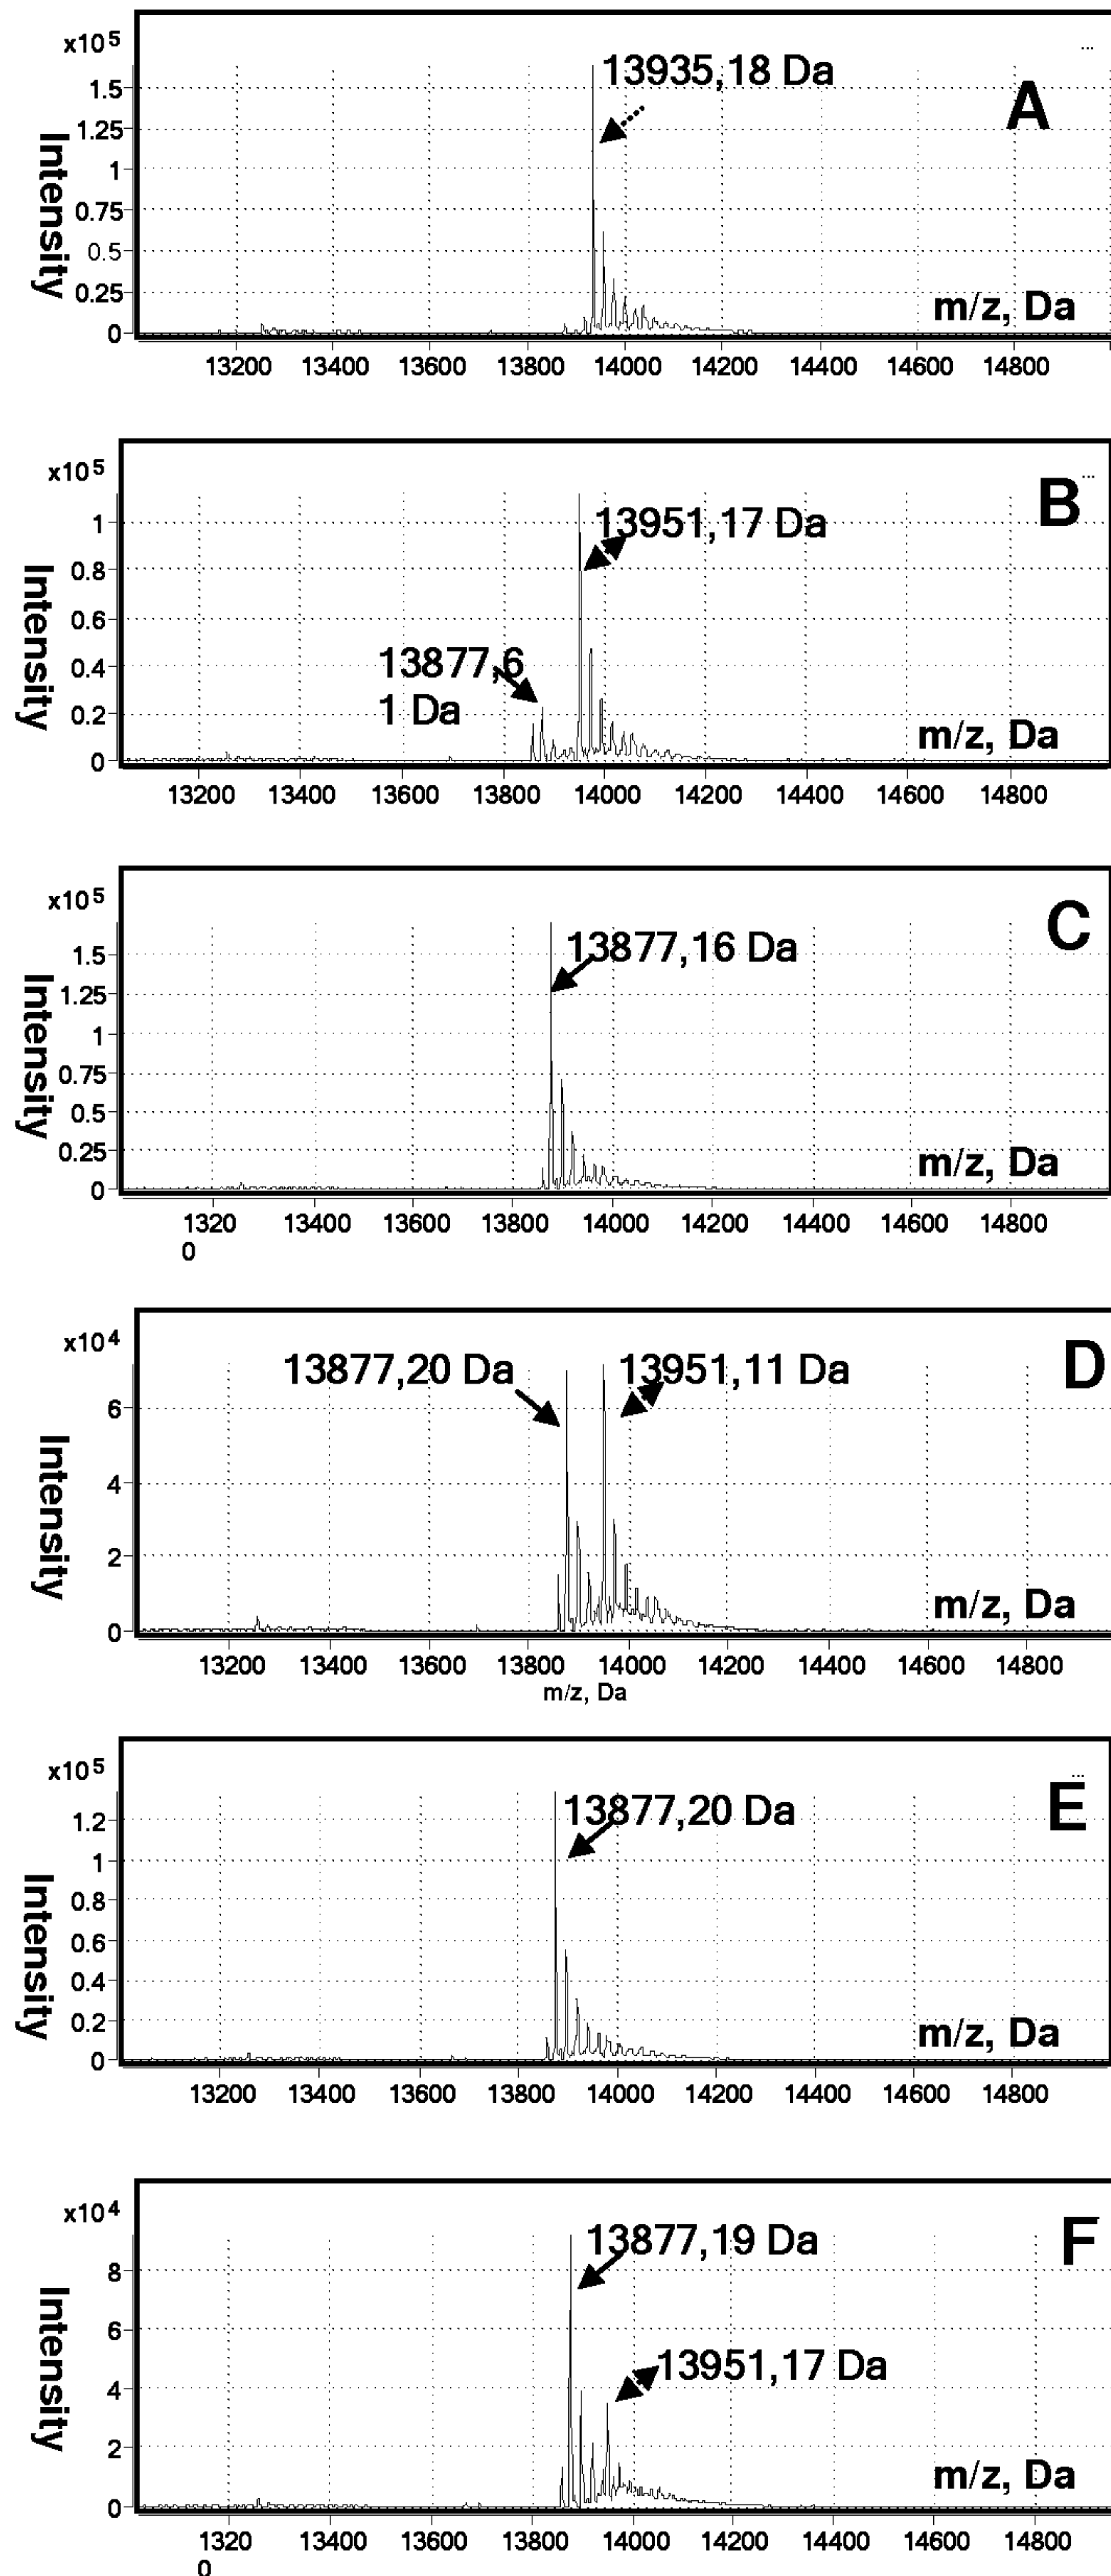 x10⁵
...
13935,18 Da
A
1.5
1.25
1
0.75
0.5
0.25
0
Intensity
m/z, Da
13200 13400 13600 13800 14000 14200 14400 14600 14800
x10⁵
...
B
13951,17 Da
1
0.8
0.6
0.4
0.2
0
13877,6
1 Da
Intensity
m/z, Da
13200 13400 13600 13800 14000 14200 14400 14600 14800
x10⁵
C
13877,16 Da
1.5
1.25
1
0.75
0.5
0.25
0
Intensity
m/z, Da
1320 13400 13600 13800 14000 14200 14400 14600 14800
0
x10⁴
D
13877,20 Da 13951,11 Da
6
4
2
0
Intensity
m/z, Da
13200 13400 13600 13800 14000 14200 14400 14600 14800
m/z, Da
x10⁵
...
E
13877,20 Da
1.2
1
0.8
0.6
0.4
0.2
0
Intensity
m/z, Da
13200 13400 13600 13800 14000 14200 14400 14600 14800
x10⁴
F
13877,19 Da
8
6
4
2
0
13951,17 Da
Intensity
m/z, Da
1320 13400 13600 13800 14000 14200 14400 14600 14800
0